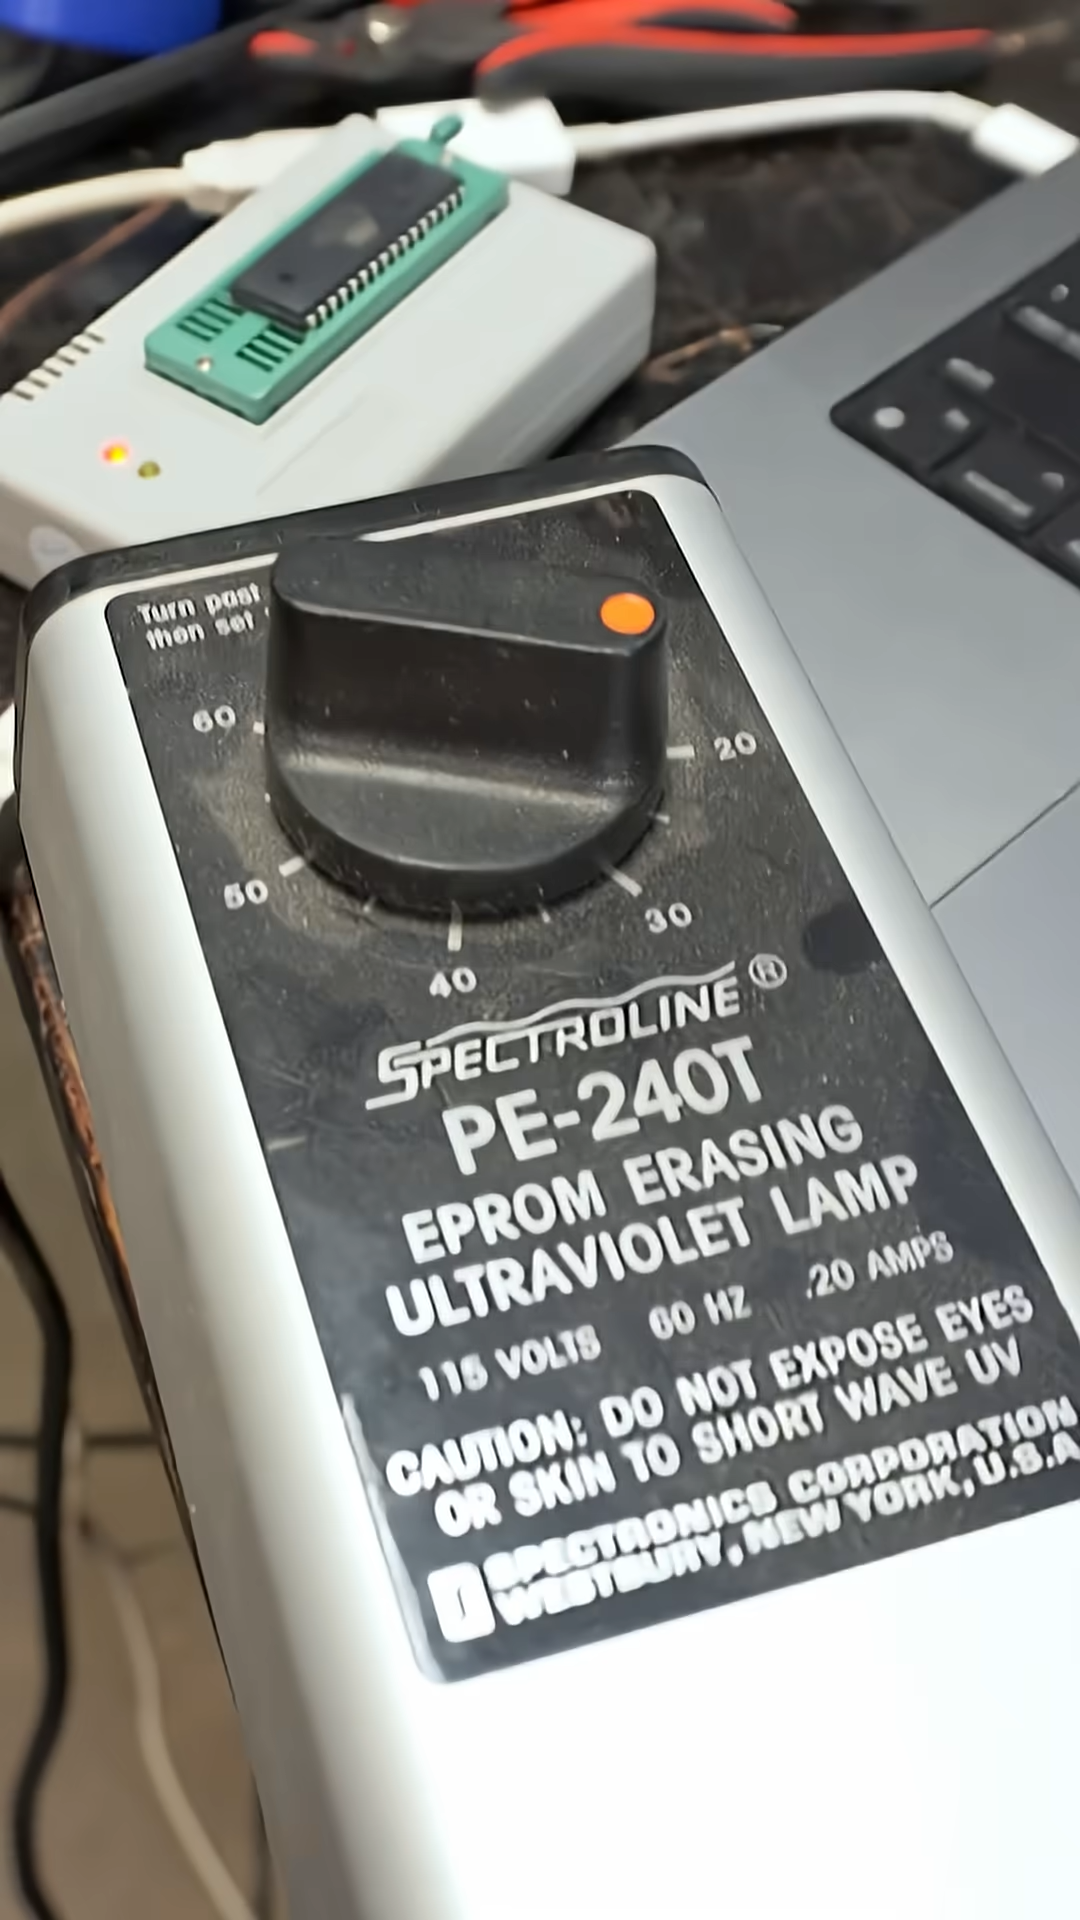 Turn past
then set
60
20
50
30
40
SPECTROLINE®
PE-240T
EPROM ERASING
ULTRAVIOLET LAMP
115 VOLTS 60 HZ .20 AMPS
CAUTION: DO NOT EXPOSE EYES
OR SKIN TO SHORT WAVE UV
SPECTRONICS CORPORATION
WESTBURY, NEW YORK, U.S.A